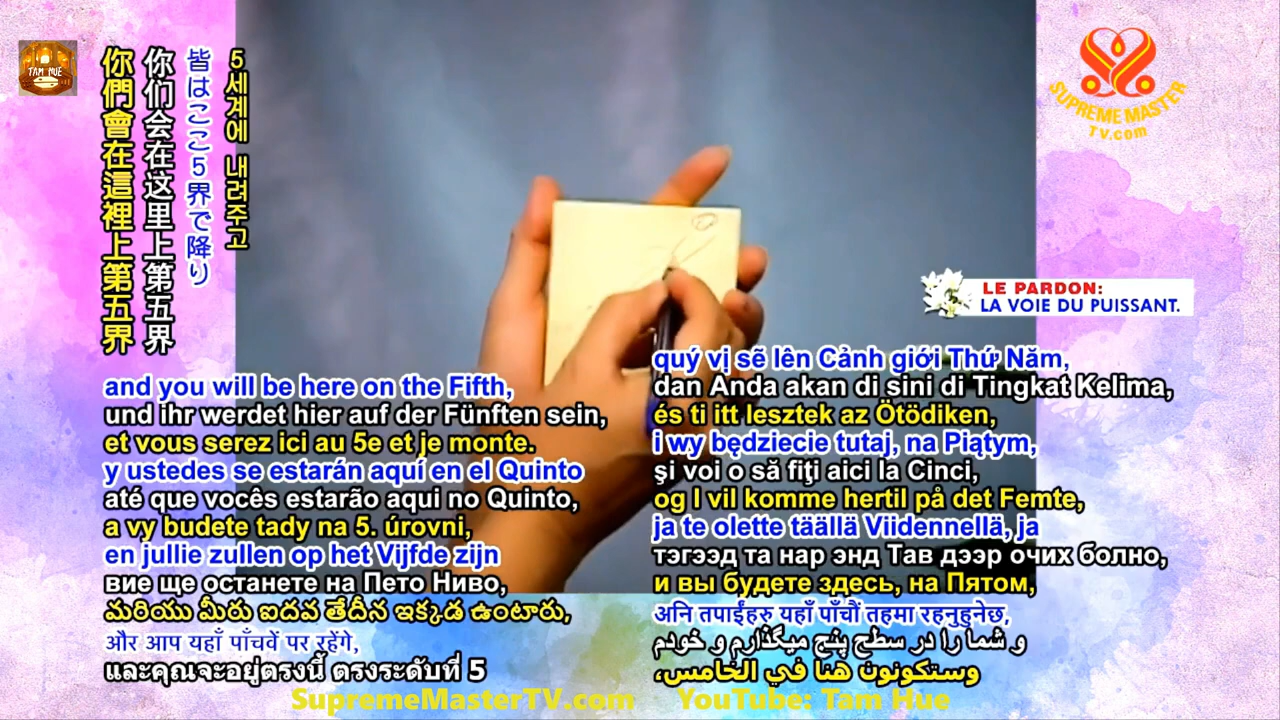 TAM HUE
你們會在這裡上第五界
你们会在这里上第五界
皆はここ５界で降り
5세계에 내려주고
SUPREME MASTER
TV.com
LE PARDON:
LA VOIE DU PUISSANT.
and you will be here on the Fifth,
und ihr werdet hier auf der Fünften sein,
et vous serez ici au 5e et je monte.
y ustedes se estarán aquí en el Quinto
até que vocês estarão aqui no Quinto,
a vy budete tady na 5. úrovni,
en jullie zullen op het Vijfde zijn
вие ще останете на Пето Ниво,
మరియు మీరు ఐదవ తేదీన ఇక్కడ ఉంటారు,
और आप यहाँ पाँचवें पर रहेंगे,
และคุณจะอยู่ตรงนี้ ตรงระดับที่ 5
quý vị sẽ lên Cảnh giới Thứ Năm,
dan Anda akan di sini di Tingkat Kelima,
és ti itt lesztek az Ötödiken,
i wy będziecie tutaj, na Piątym,
şi voi o să fiţi aici la Cinci,
og I vil komme hertil på det Femte,
ja te olette täällä Viidennellä, ja
тэгээд та нар энд Тав дээр очих болно,
и вы будете здесь, на Пятом,
अनि तपाईंहरु यहाँ पाँचौं तहमा रहनुहुनेछ,
و شما را در سطح پنج میگذارم و خودم
وستكونون هنا في الخامس،
SupremeMasterTV.com
YouTube: Tam Hue